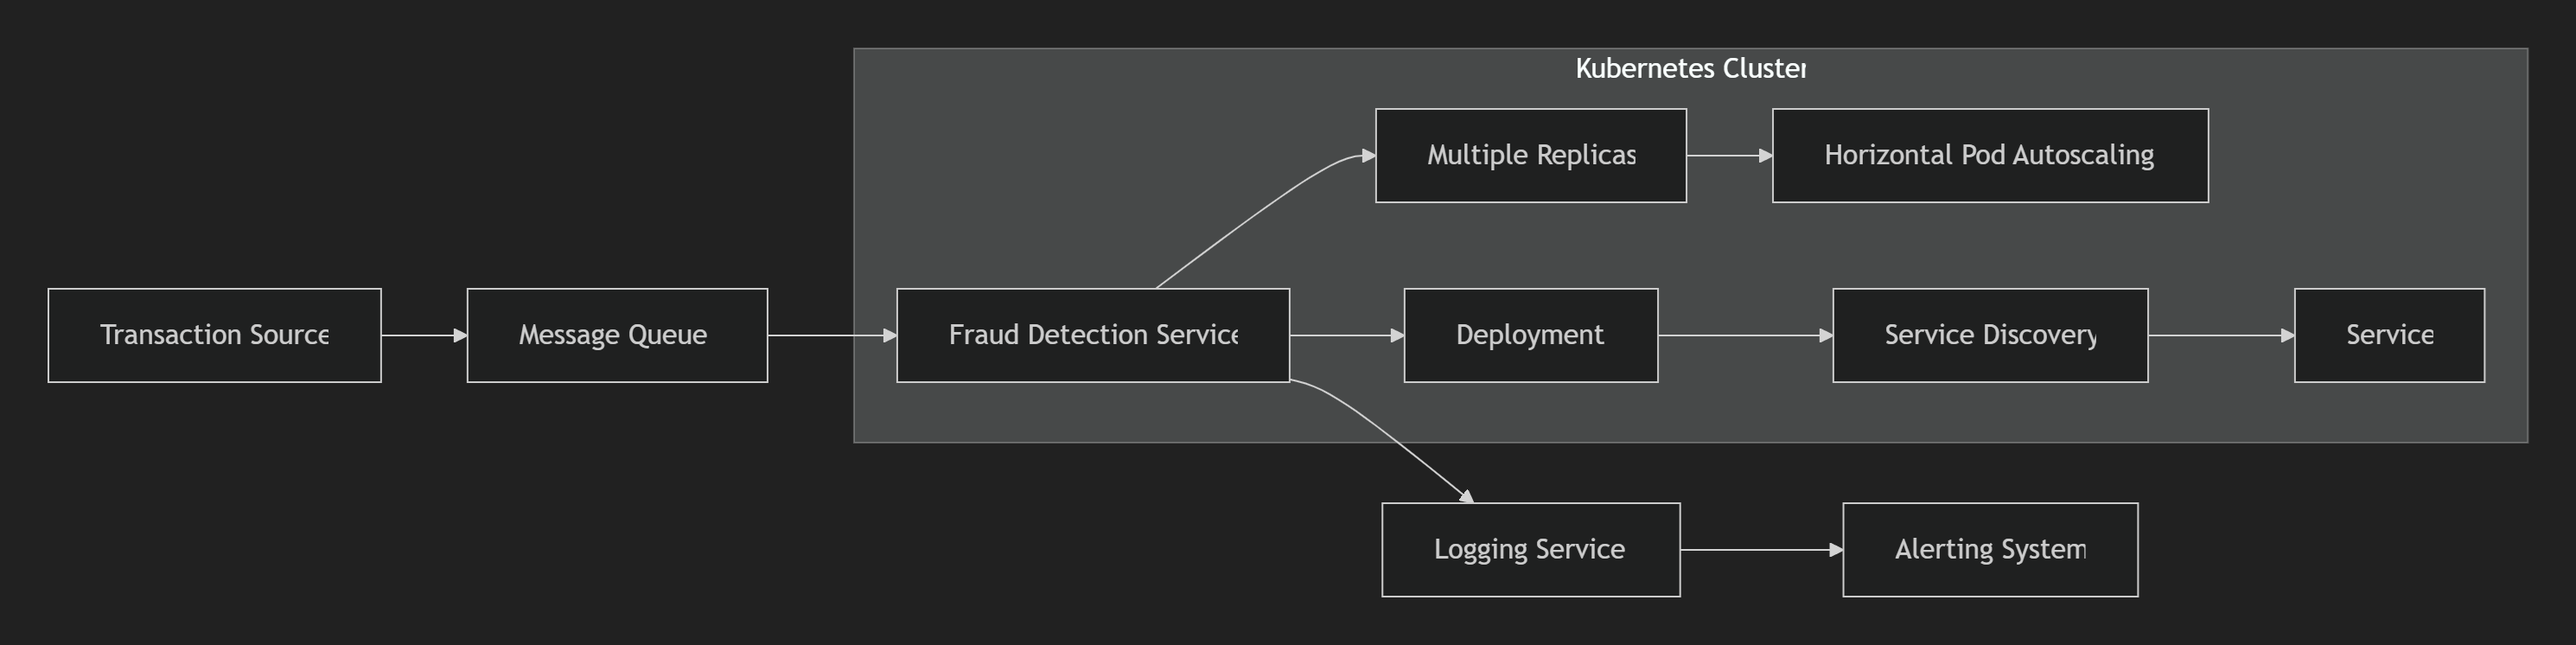 Kubernetes Cluster
Multiple Replicas
Horizontal Pod Autoscaling
Transaction Source
Message Queue
Fraud Detection Service
Deployment
Service Discovery
Service
Logging Service
Alerting System